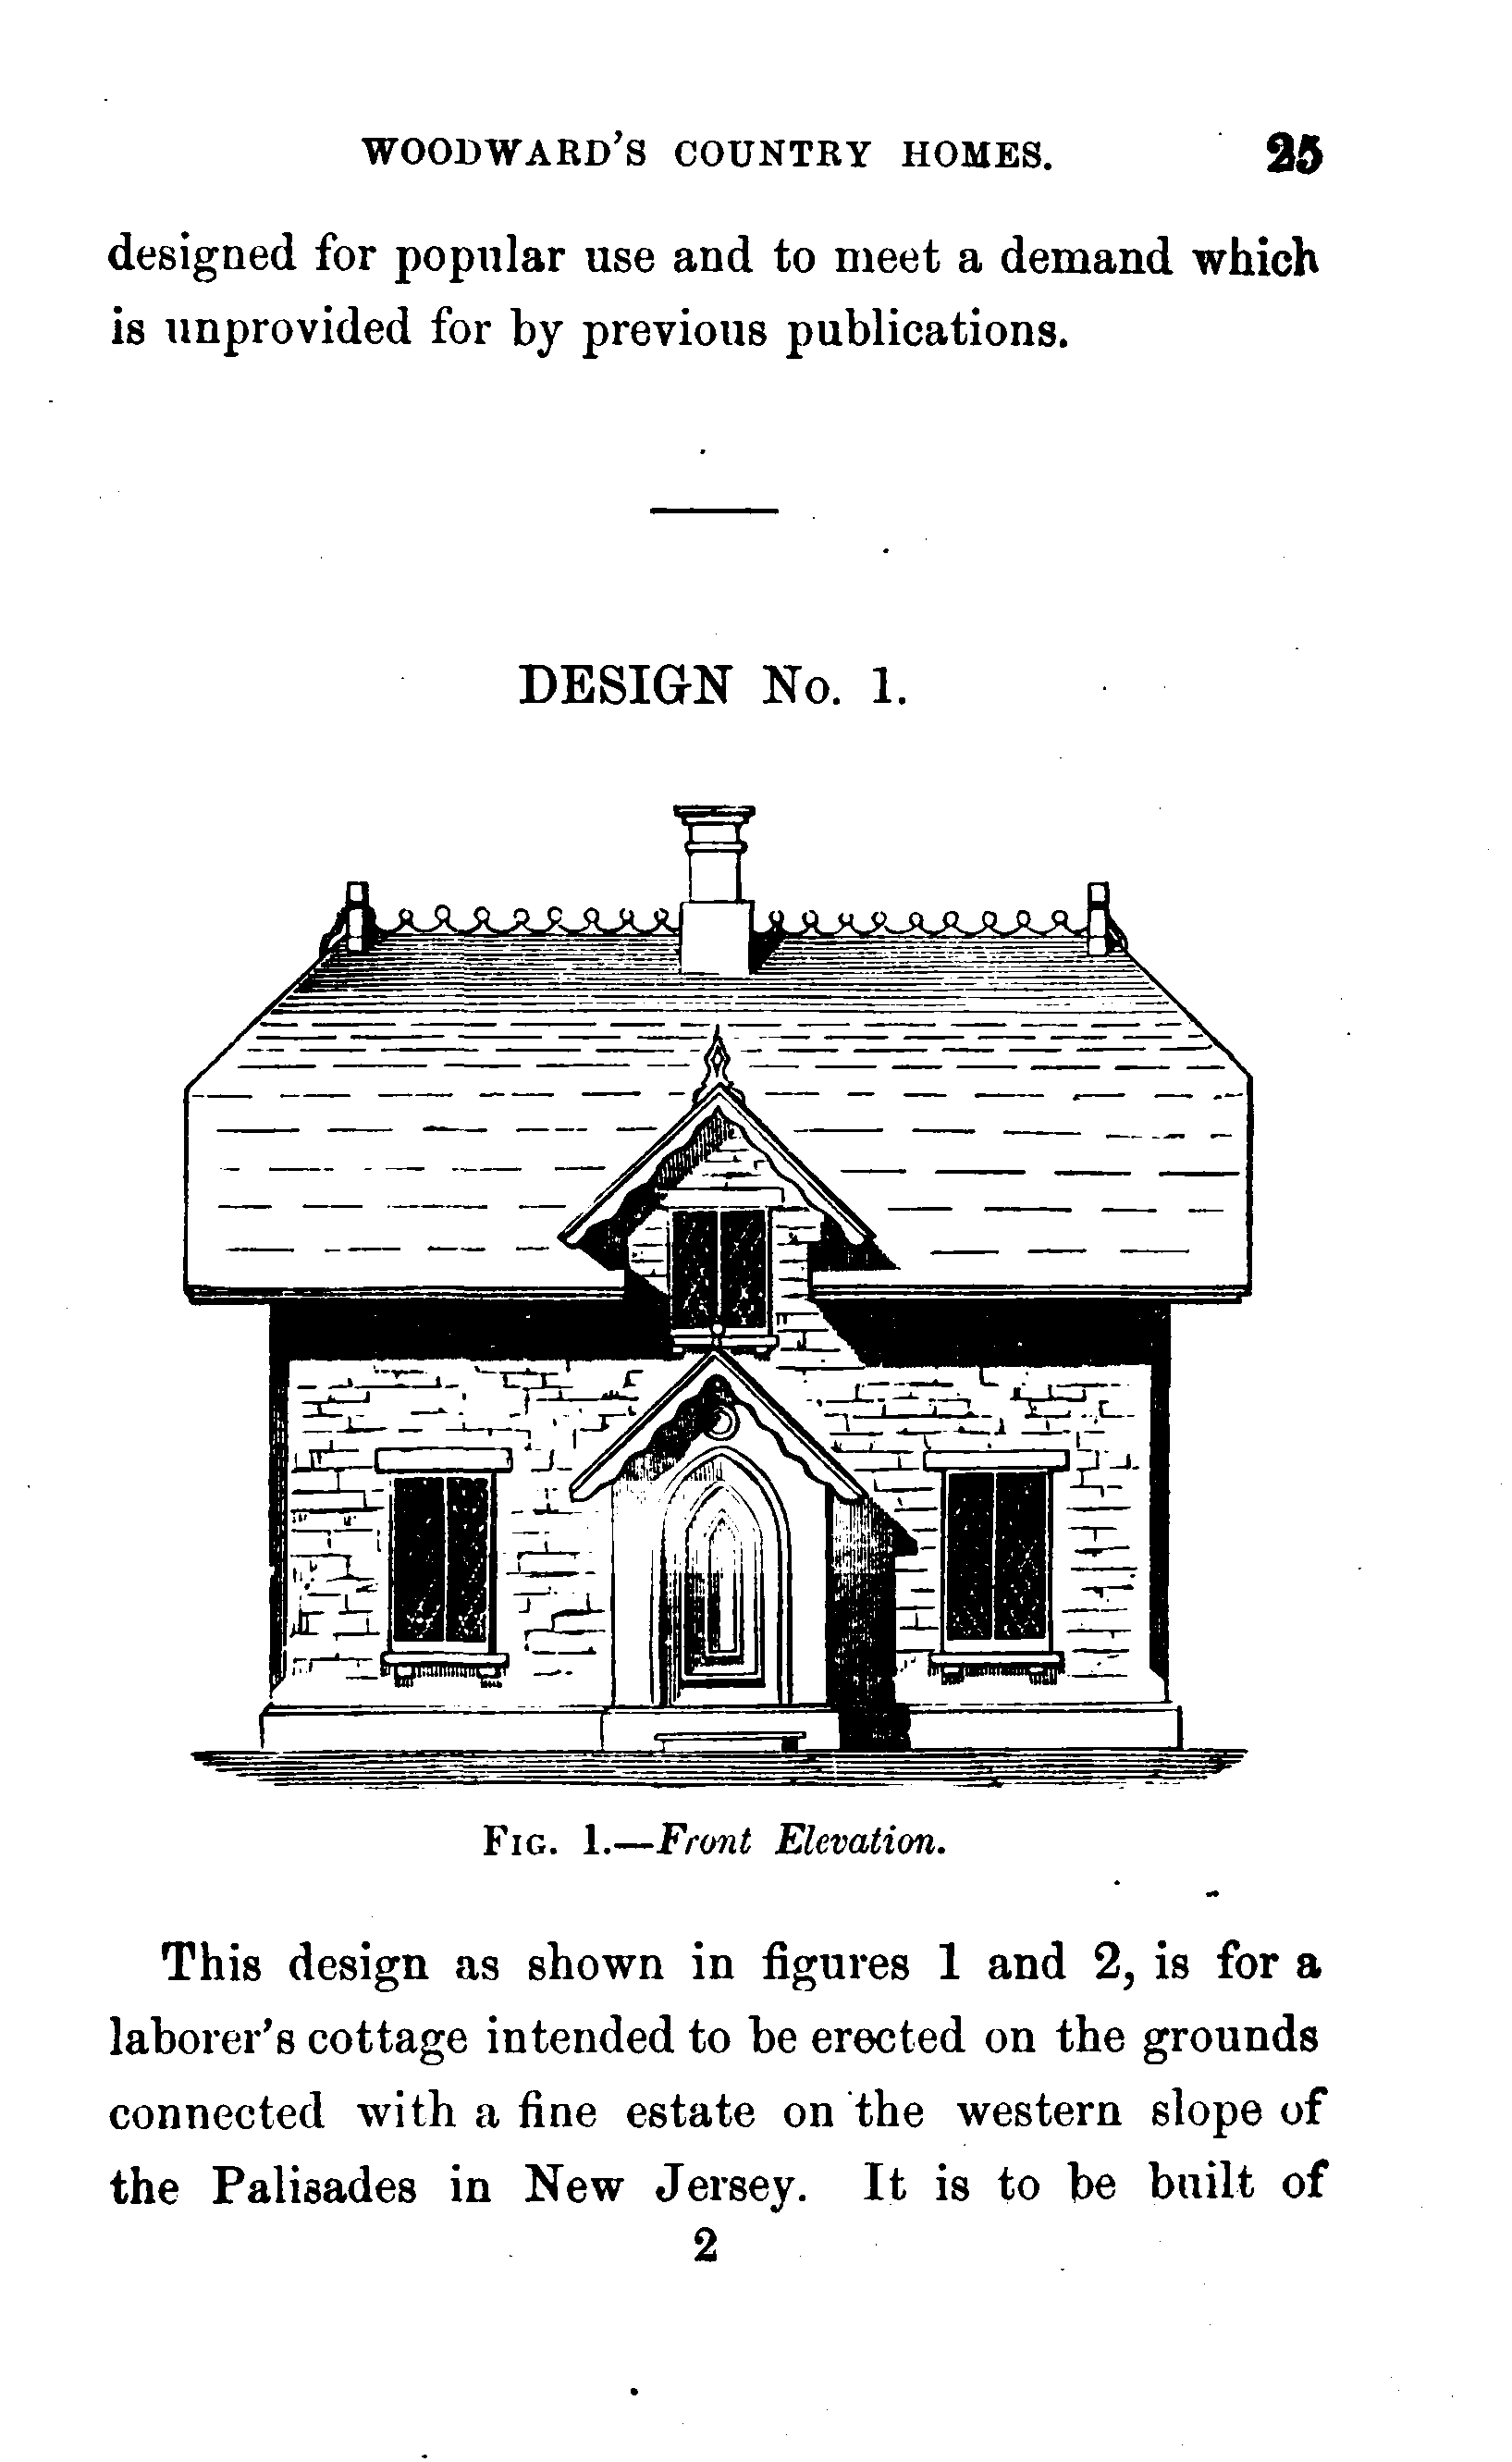 WOODWARD'S COUNTRY HOMES. 25
designed for popular use and to meet a demand which
is unprovided for by previous publications.
DESIGN No. 1.
FIG. 1.—Front Elevation.
This design as shown in figures 1 and 2, is for a
laborer's cottage intended to be erected on the grounds
connected with a fine estate on the western slope of
the Palisades in New Jersey. It is to be built of
2